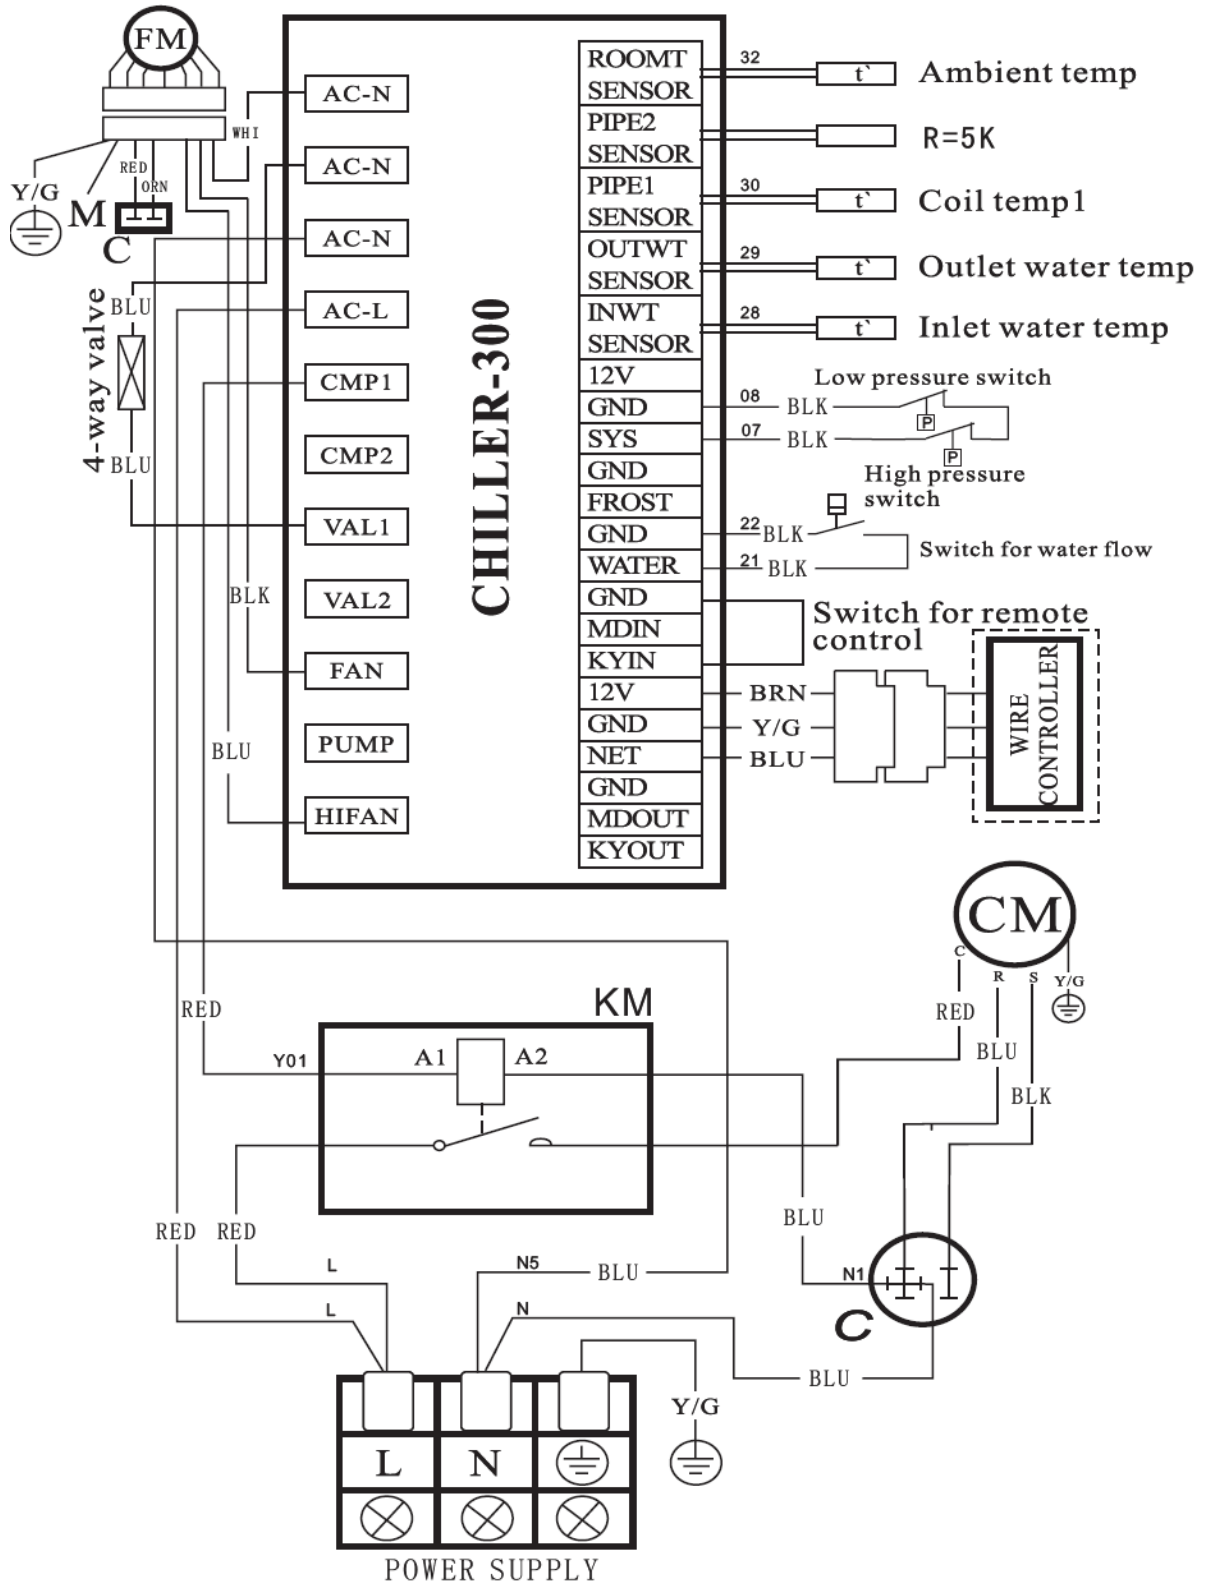 FM
WHI
RED
ORN
Y/G
M
C
BLU
4-way valve
BLU
BLK
BLU
AC-N
AC-N
AC-N
AC-L
CMP1
CMP2
VAL1
VAL2
FAN
PUMP
HIFAN
CHILLER-300
ROOMT
SENSOR
PIPE2
SENSOR
PIPE1
SENSOR
OUTWT
SENSOR
INWT
SENSOR
12V
GND
SYS
GND
FROST
GND
WATER
GND
MDIN
KYIN
12V
GND
NET
GND
MDOUT
KYOUT
32
t` Ambient temp
R=5K
30
t` Coil temp1
29
t` Outlet water temp
28
t` Inlet water temp
Low pressure switch
08 BLK
P
07 BLK
P
High pressure
switch
22 BLK
Switch for water flow
21 BLK
Switch for remote
control
BRN
Y/G
BLU
WIRE
CONTROLLER
CM
C
R
S
Y/G
RED
BLU
BLK
RED
KM
Y01
A1
A2
RED
RED
BLU
L
N5
BLU
N1
C
L
N
BLU
Y/G
L
N
POWER SUPPLY